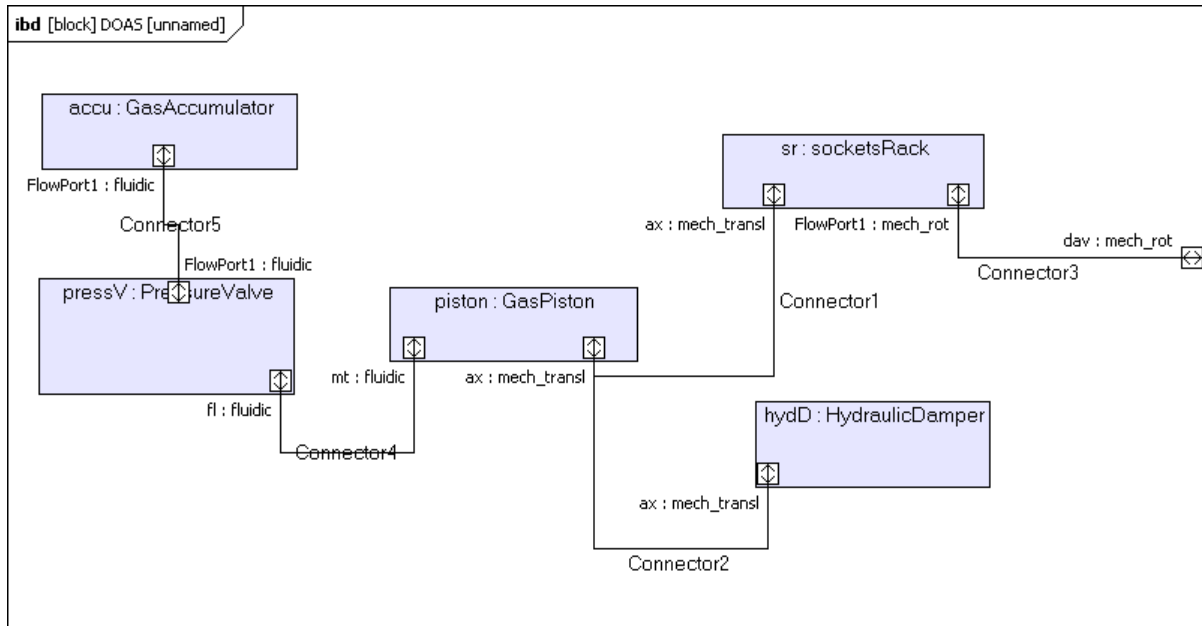 ibd [block] DOAS [unnamed]
accu : GasAccumulator
FlowPort1 : fluidic
Connector5
FlowPort1 : fluidic
pressV : PressureValve
fl : fluidic
Connector4
piston : GasPiston
mt : fluidic
ax : mech_transl
sr : socketsRack
ax : mech_transl
FlowPort1 : mech_rot
dav : mech_rot
Connector3
Connector1
hydD : HydraulicDamper
ax : mech_transl
Connector2